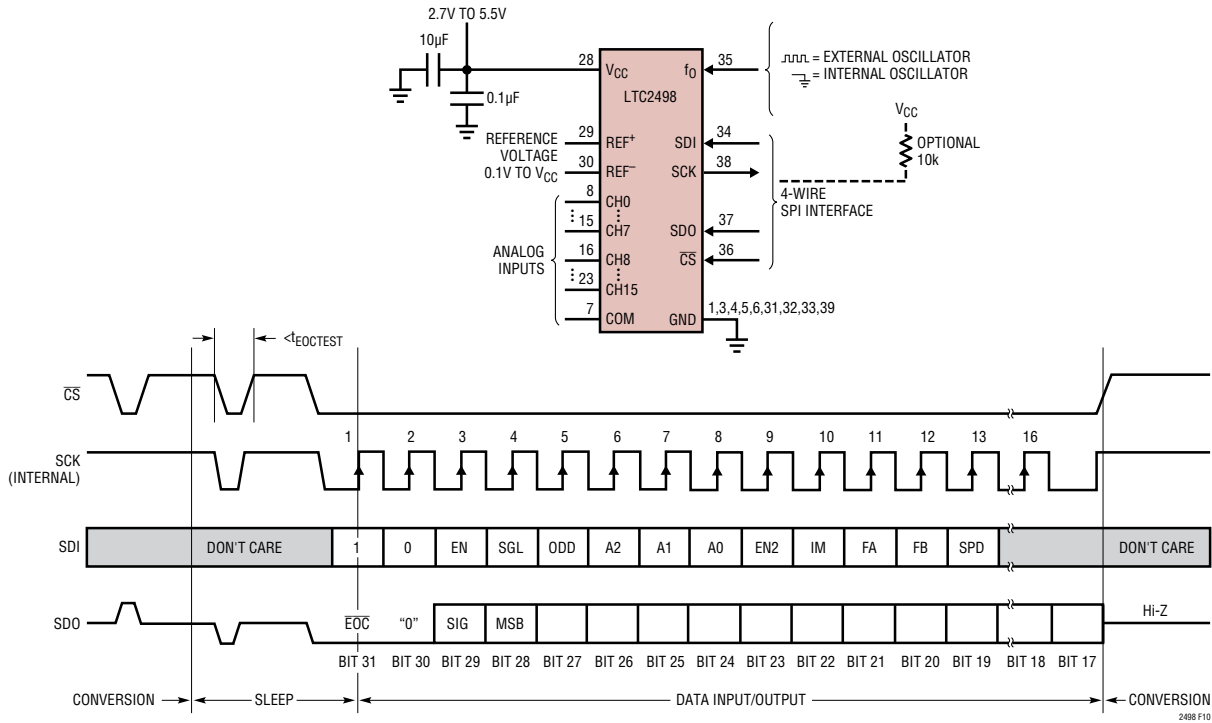 2.7V TO 5.5V
10µF
0.1µF
28
VCC
fO
35
= EXTERNAL OSCILLATOR
= INTERNAL OSCILLATOR
LTC2498
VCC
OPTIONAL
10k
REFERENCE
VOLTAGE
0.1V TO VCC
29
REF+
30
REF–
SDI
34
SCK
38
4-WIRE
SPI INTERFACE
ANALOG
INPUTS
8
CH0
15
CH7
16
CH8
23
CH15
7
COM
SDO
37
CS
36
GND
1,3,4,5,6,31,32,33,39
<tEOCTEST
CS
SCK
(INTERNAL)
1 2 3 4 5 6 7 8 9 10 11 12 13 16
SDI
DON'T CARE 1 0 EN SGL ODD A2 A1 A0 EN2 IM FA FB SPD DON'T CARE
SDO
EOC “0” SIG MSB Hi-Z
BIT 31 BIT 30 BIT 29 BIT 28 BIT 27 BIT 26 BIT 25 BIT 24 BIT 23 BIT 22 BIT 21 BIT 20 BIT 19 BIT 18 BIT 17
CONVERSION SLEEP DATA INPUT/OUTPUT CONVERSION
2498 F10